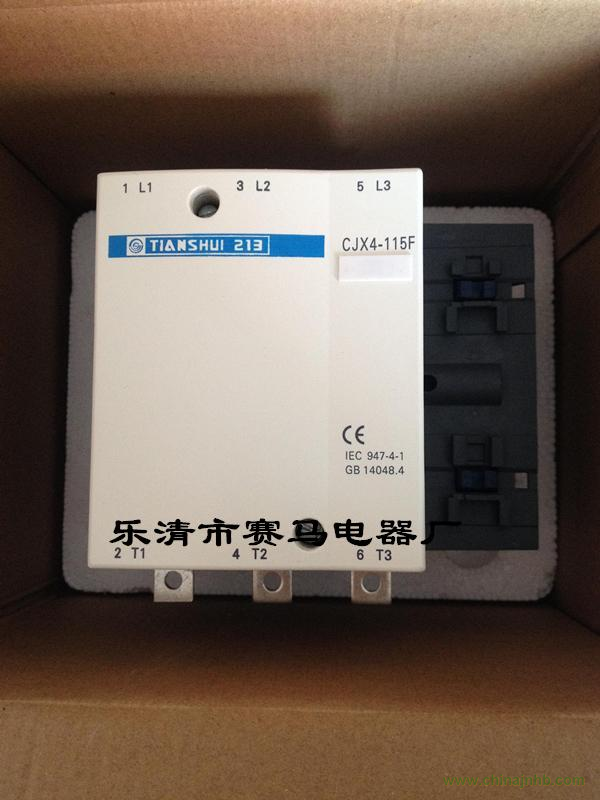 1 L1 3 L2 5 L3
TIANSHUI 213
CJX4-115F
CE
IEC 947-4-1
GB 14048.4
乐清市赛马电器厂
2 T1 4 T2 6 T3